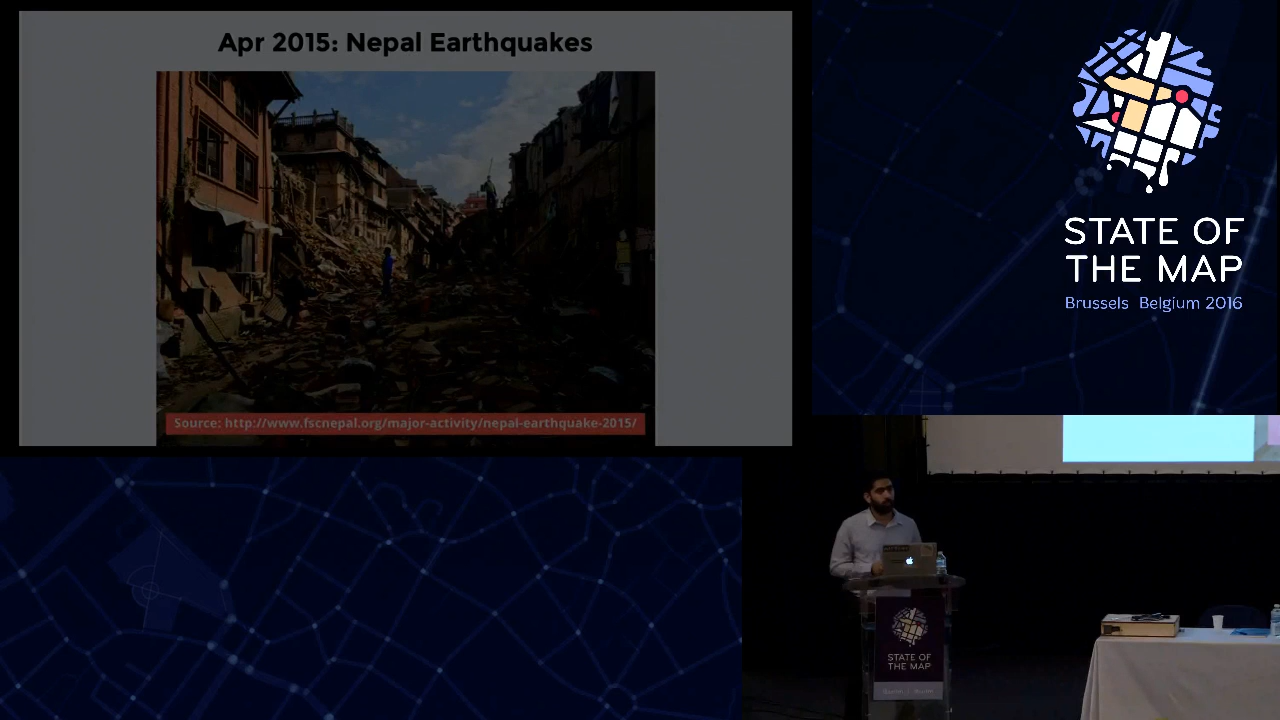 Apr 2015: Nepal Earthquakes
Source: http://www.fscnepal.org/major-activity/nepal-earthquake-2015/
STATE OF
THE MAP
Brussels Belgium 2016
STATE OF
THE MAP